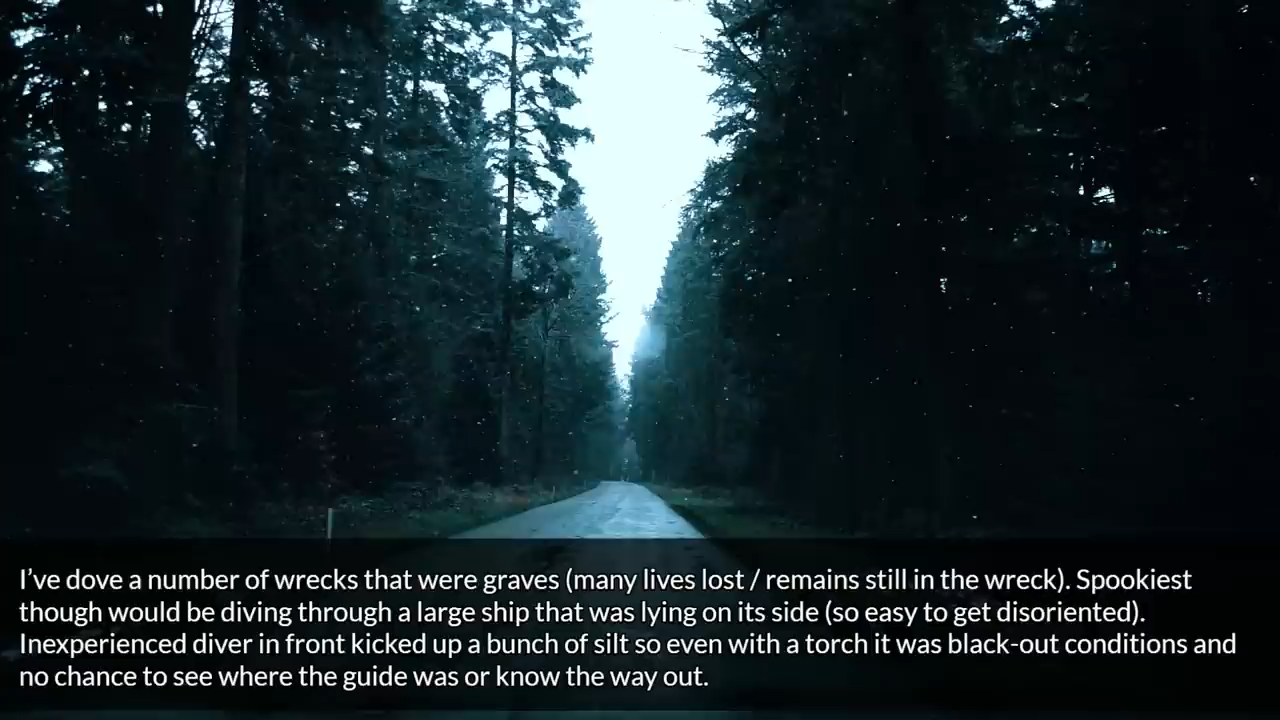 I've dove a number of wrecks that were graves (many lives lost / remains still in the wreck). Spookiest
though would be diving through a large ship that was lying on its side (so easy to get disoriented).
Inexperienced diver in front kicked up a bunch of silt so even with a torch it was black-out conditions and
no chance to see where the guide was or know the way out.